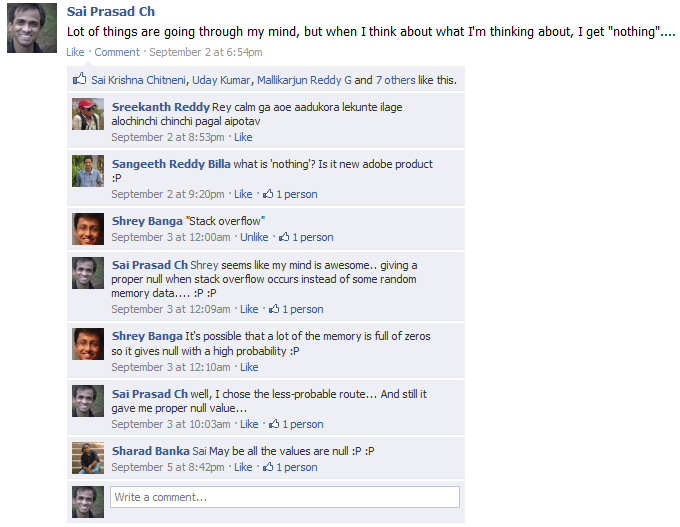 Sai Prasad Ch
Lot of things are going through my mind, but when I think about what I'm thinking about, I get "nothing"....
Like · Comment · September 2 at 6:54pm
Sai Krishna Chitneni, Uday Kumar, Mallikarjun Reddy G and 7 others like this.
Sreekanth Reddy Rey calm ga aoe aadukora lekunte ilage
alochinchi chinchi pagal aipotav
September 2 at 8:53pm · Like
Sangeeth Reddy Billa what is 'nothing'? Is it new adobe product
:P
September 2 at 9:20pm · Like · 1 person
Shrey Banga "Stack overflow"
September 3 at 12:00am · Unlike · 1 person
Sai Prasad Ch Shrey seems like my mind is awesome.. giving a
proper null when stack overflow occurs instead of some random
memory data.... :P :P
September 3 at 12:09am · Like · 1 person
Shrey Banga It's possible that a lot of the memory is full of zeros
so it gives null with a high probability :P
September 3 at 12:10am · Like
Sai Prasad Ch well, I chose the less-probable route... And still it
gave me proper null value...
September 3 at 10:03am · Like · 1 person
Sharad Banka Sai May be all the values are null :P :P
September 5 at 8:42pm · Like · 1 person
Write a comment...